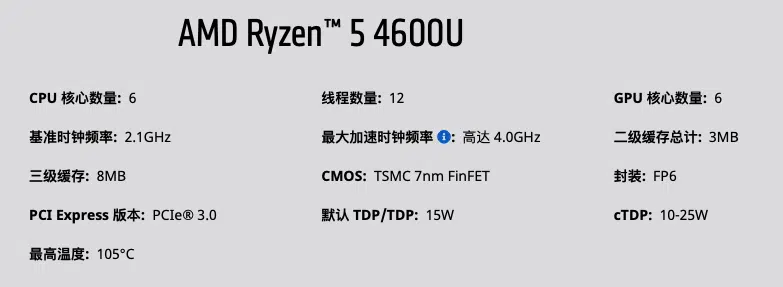 AMD Ryzen™ 5 4600U
CPU 核心数量: 6 线程数量: 12 GPU 核心数量: 6
基准时钟频率: 2.1GHz 最大加速时钟频率 i: 高达 4.0GHz 二级缓存总计: 3MB
三级缓存: 8MB CMOS: TSMC 7nm FinFET 封装: FP6
PCI Express 版本: PCIe® 3.0 默认 TDP/TDP: 15W cTDP: 10-25W
最高温度: 105°C